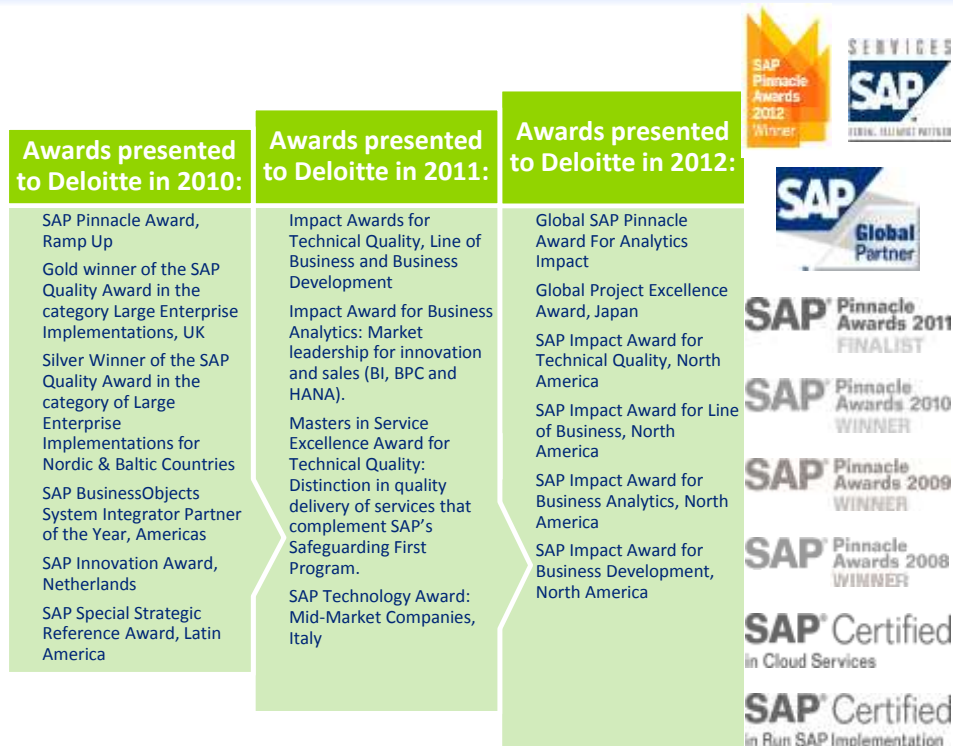 Awards presented
to Deloitte in 2010:
SAP Pinnacle Award,
Ramp Up
Gold winner of the SAP
Quality Award in the
category Large Enterprise
Implementations, UK
Silver Winner of the SAP
Quality Award in the
category of Large
Enterprise
Implementations for
Nordic & Baltic Countries
SAP BusinessObjects
System Integrator Partner
of the Year, Americas
SAP Innovation Award,
Netherlands
SAP Special Strategic
Reference Award, Latin
America
Awards presented
to Deloitte in 2011:
Impact Awards for
Technical Quality, Line of
Business and Business
Development
Impact Award for Business
Analytics: Market
leadership for innovation
and sales (BI, BPC and
HANA).
Masters in Service
Excellence Award for
Technical Quality:
Distinction in quality
delivery of services that
complement SAP’s
Safeguarding First
Program.
SAP Technology Award:
Mid-Market Companies,
Italy
Awards presented
to Deloitte in 2012:
Global SAP Pinnacle
Award For Analytics
Impact
Global Project Excellence
Award, Japan
SAP Impact Award for
Technical Quality, North
America
SAP Impact Award for Line
of Business, North
America
SAP Impact Award for
Business Analytics, North
America
SAP Impact Award for
Business Development,
North America
SAP
Pinnacle
Awards
2012
Winner
SERVICES
SAP
SAP
Global
Partner
SAP® Pinnacle
Awards 2011
FINALIST
SAP® Pinnacle
Awards 2010
WINNER
SAP® Pinnacle
Awards 2009
WINNER
SAP® Pinnacle
Awards 2008
WINNER
SAP® Certified
in Cloud Services
SAP® Certified
in Run SAP Implementation